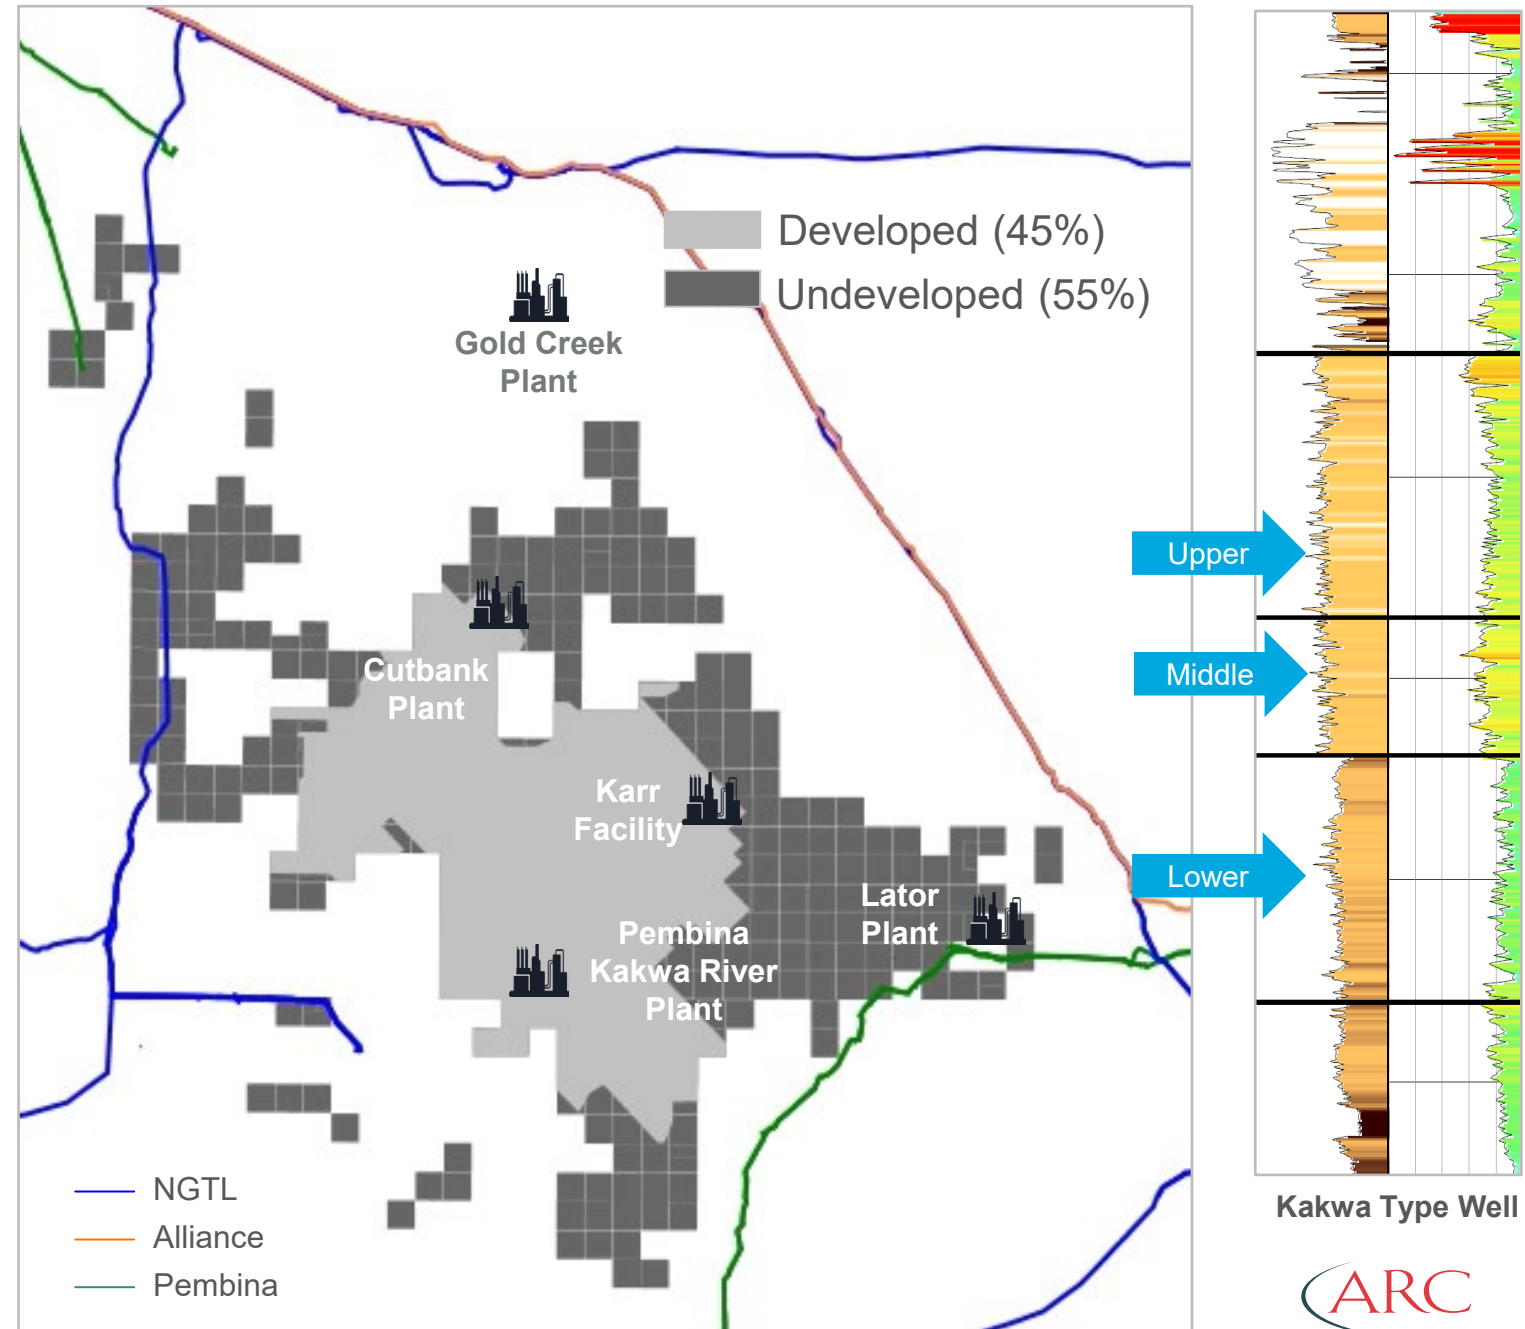 Developed (45%)
Undeveloped (55%)
Gold Creek
Plant
Cutbank
Plant
Karr
Facility
Lator
Plant
Pembina
Kakwa River
Plant
NGTL
Alliance
Pembina
Upper
Middle
Lower
Kakwa Type Well
ARC